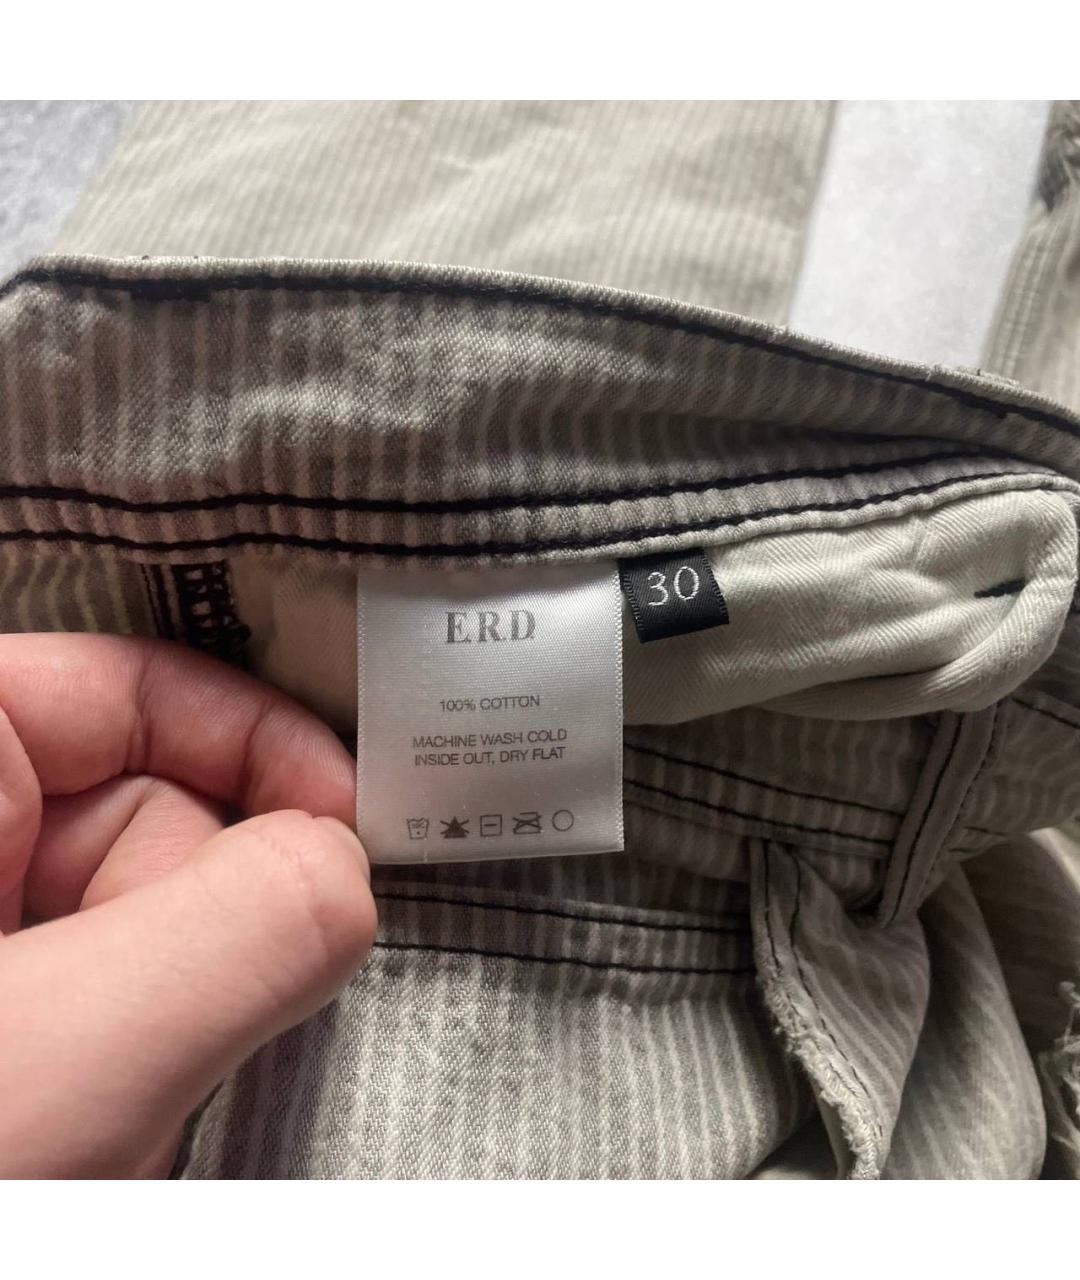 E.R.D
30
100% COTTON
MACHINE WASH COLD
INSIDE OUT, DRY FLAT